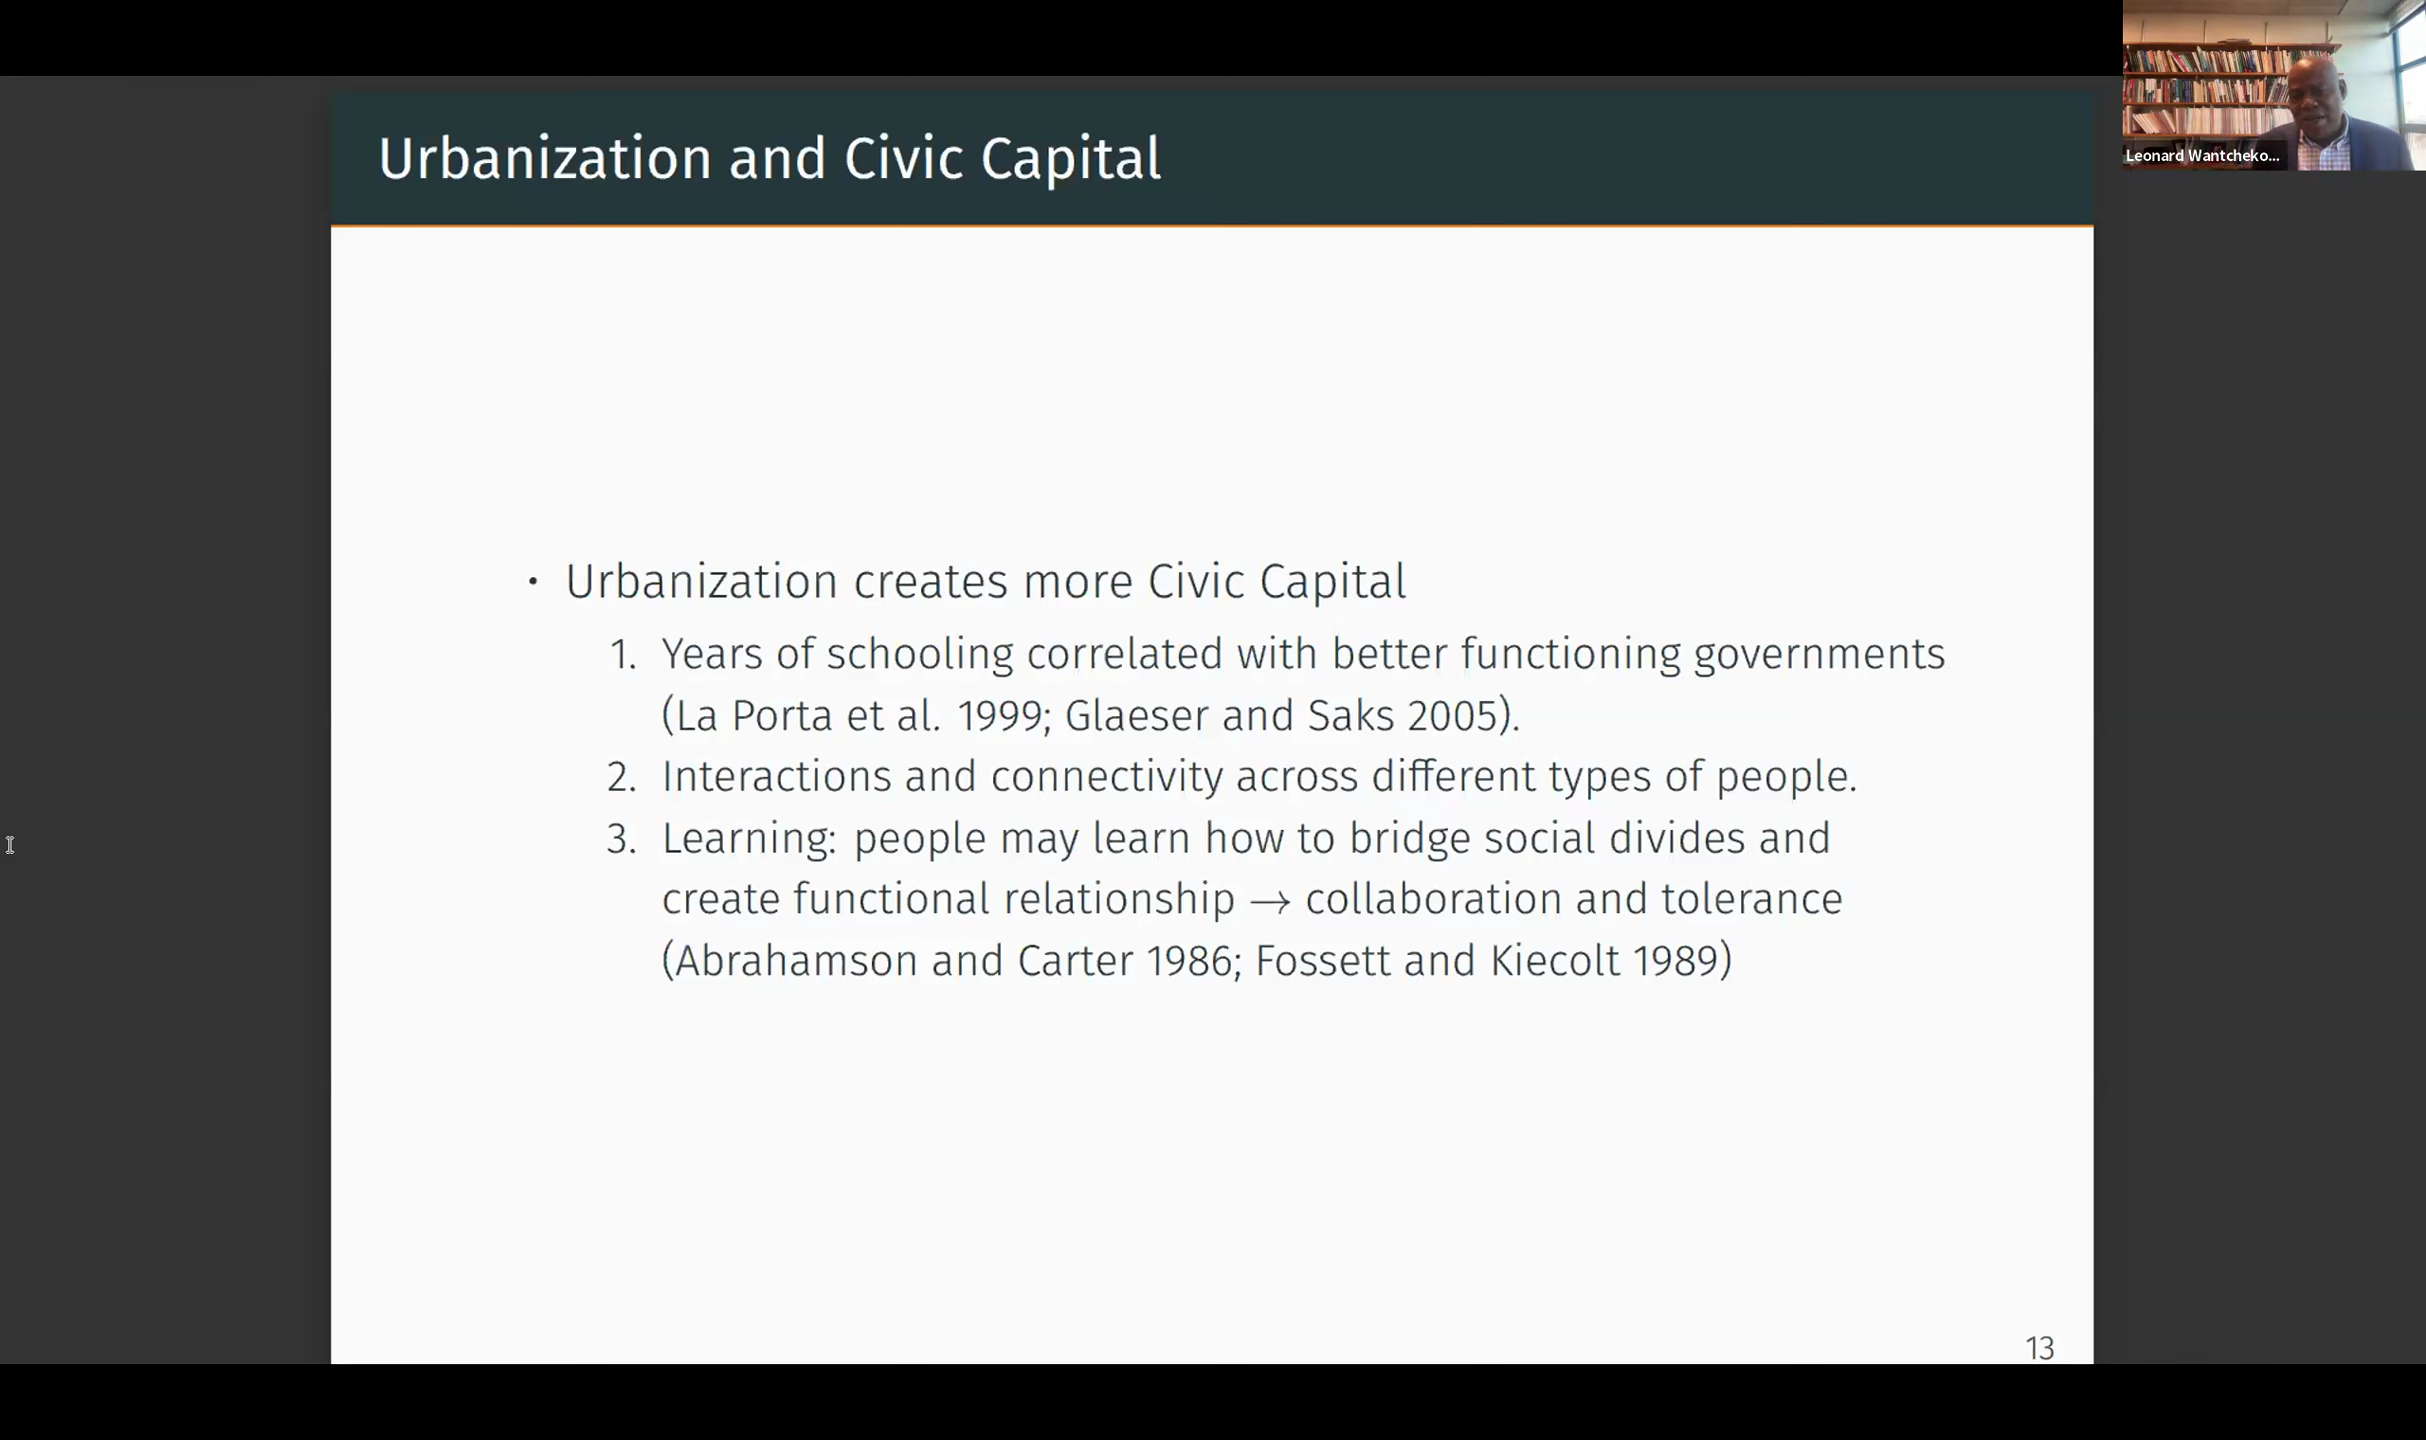 Urbanization and Civic Capital
Leonard Wantcheko...
• Urbanization creates more Civic Capital
1. Years of schooling correlated with better functioning governments
(La Porta et al. 1999; Glaeser and Saks 2005).
2. Interactions and connectivity across different types of people.
3. Learning: people may learn how to bridge social divides and
create functional relationship → collaboration and tolerance
(Abrahamson and Carter 1986; Fossett and Kiecolt 1989)
13